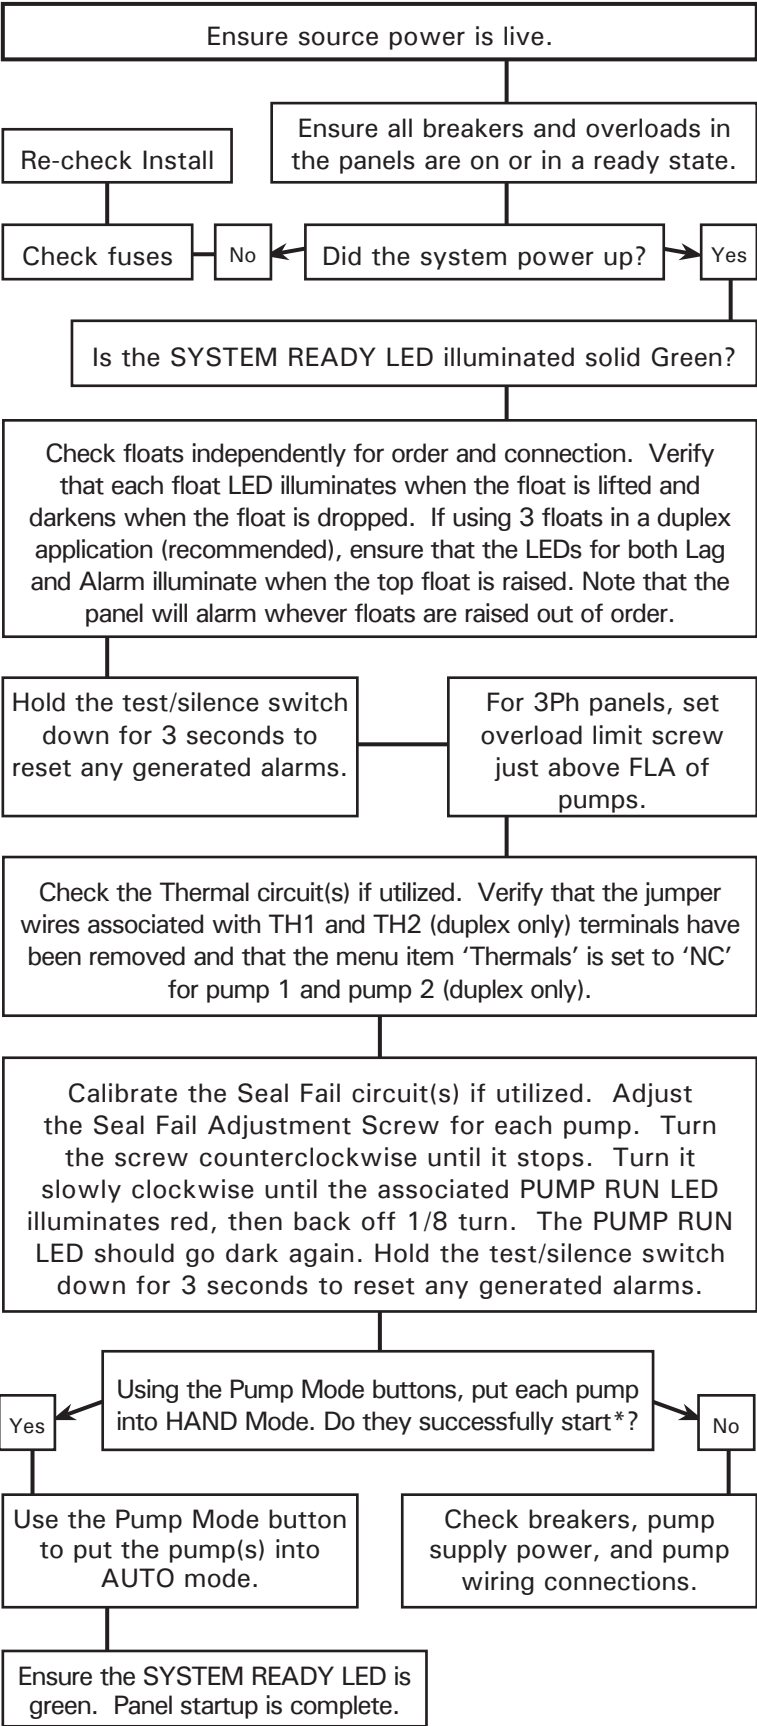 Ensure source power is live.
Ensure all breakers and overloads in
the panels are on or in a ready state.
Re-check Install
Check fuses
No
Did the system power up?
Yes
Is the SYSTEM READY LED illuminated solid Green?
Check floats independently for order and connection. Verify
that each float LED illuminates when the float is lifted and
darkens when the float is dropped. If using 3 floats in a duplex
application (recommended), ensure that the LEDs for both Lag
and Alarm illuminate when the top float is raised. Note that the
panel will alarm whever floats are raised out of order.
Hold the test/silence switch
down for 3 seconds to
reset any generated alarms.
For 3Ph panels, set
overload limit screw
just above FLA of
pumps.
Check the Thermal circuit(s) if utilized. Verify that the jumper
wires associated with TH1 and TH2 (duplex only) terminals have
been removed and that the menu item ‘Thermals’ is set to ‘NC’
for pump 1 and pump 2 (duplex only).
Calibrate the Seal Fail circuit(s) if utilized. Adjust
the Seal Fail Adjustment Screw for each pump. Turn
the screw counterclockwise until it stops. Turn it
slowly clockwise until the associated PUMP RUN LED
illuminates red, then back off 1/8 turn. The PUMP RUN
LED should go dark again. Hold the test/silence switch
down for 3 seconds to reset any generated alarms.
Using the Pump Mode buttons, put each pump
into HAND Mode. Do they successfully start*?
Yes
No
Use the Pump Mode button
to put the pump(s) into
AUTO mode.
Check breakers, pump
supply power, and pump
wiring connections.
Ensure the SYSTEM READY LED is
green. Panel startup is complete.